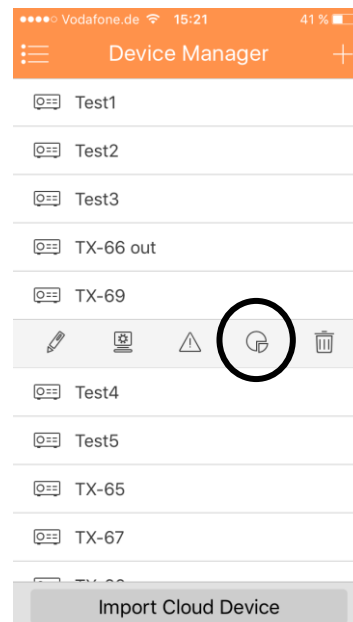 Vodafone.de 15:21 41 %
Device Manager
Test1
Test2
Test3
TX-66 out
TX-69
Test4
Test5
TX-65
TX-67
Import Cloud Device